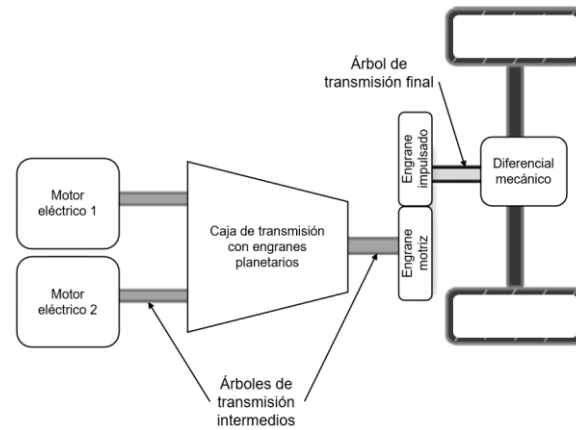 Árbol de
transmisión final
Motor
eléctrico 1
Motor
eléctrico 2
Caja de transmisión
con engranes
planetarios
Engrane
impulsado
Engrane
motriz
Diferencial
mecánico
Árboles de
transmisión
intermedios